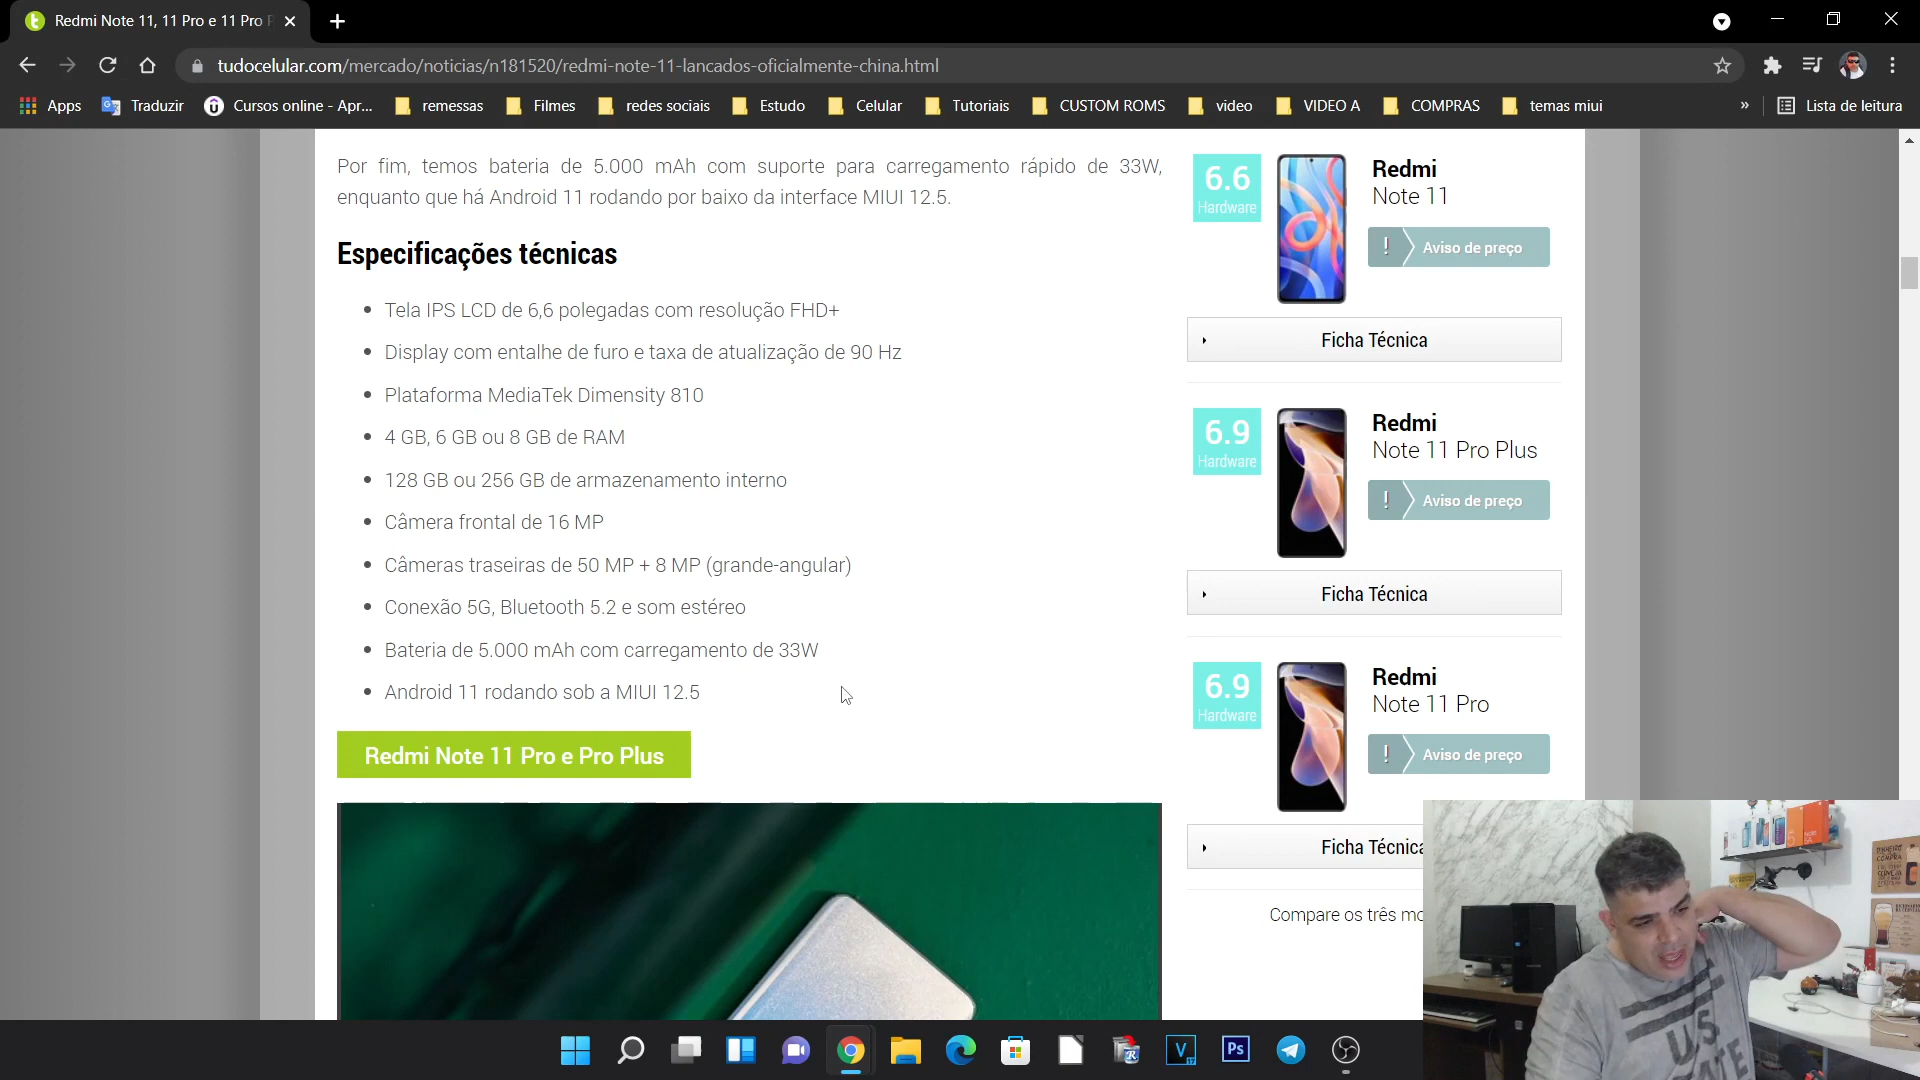 Redmi Note 11, 11 Pro e 11 Pro
tudocelular.com/mercado/noticias/n181520/redmi-note-11-lancados-oficialmente-china.html
Apps
Traduzir
Cursos online - Apr...
remessas
Filmes
redes sociais
Estudo
Celular
Tutoriais
CUSTOM ROMS
video
VIDEO A
COMPRAS
temas miui
»
Lista de leitura
Por fim, temos bateria de 5.000 mAh com suporte para carregamento rápido de 33W,
enquanto que há Android 11 rodando por baixo da interface MIUI 12.5.
Especificações técnicas
• Tela IPS LCD de 6,6 polegadas com resolução FHD+
• Display com entalhe de furo e taxa de atualização de 90 Hz
• Plataforma MediaTek Dimensity 810
• 4 GB, 6 GB ou 8 GB de RAM
• 128 GB ou 256 GB de armazenamento interno
• Câmera frontal de 16 MP
• Câmeras traseiras de 50 MP + 8 MP (grande-angular)
• Conexão 5G, Bluetooth 5.2 e som estéreo
• Bateria de 5.000 mAh com carregamento de 33W
• Android 11 rodando sob a MIUI 12.5
Redmi Note 11 Pro e Pro Plus
6.6
Hardware
Redmi
Note 11
! Aviso de preço
Ficha Técnica
6.9
Hardware
Redmi
Note 11 Pro Plus
! Aviso de preço
Ficha Técnica
6.9
Hardware
Redmi
Note 11 Pro
! Aviso de preço
Ficha Técnica
Compare os três mo
V
17
Ps